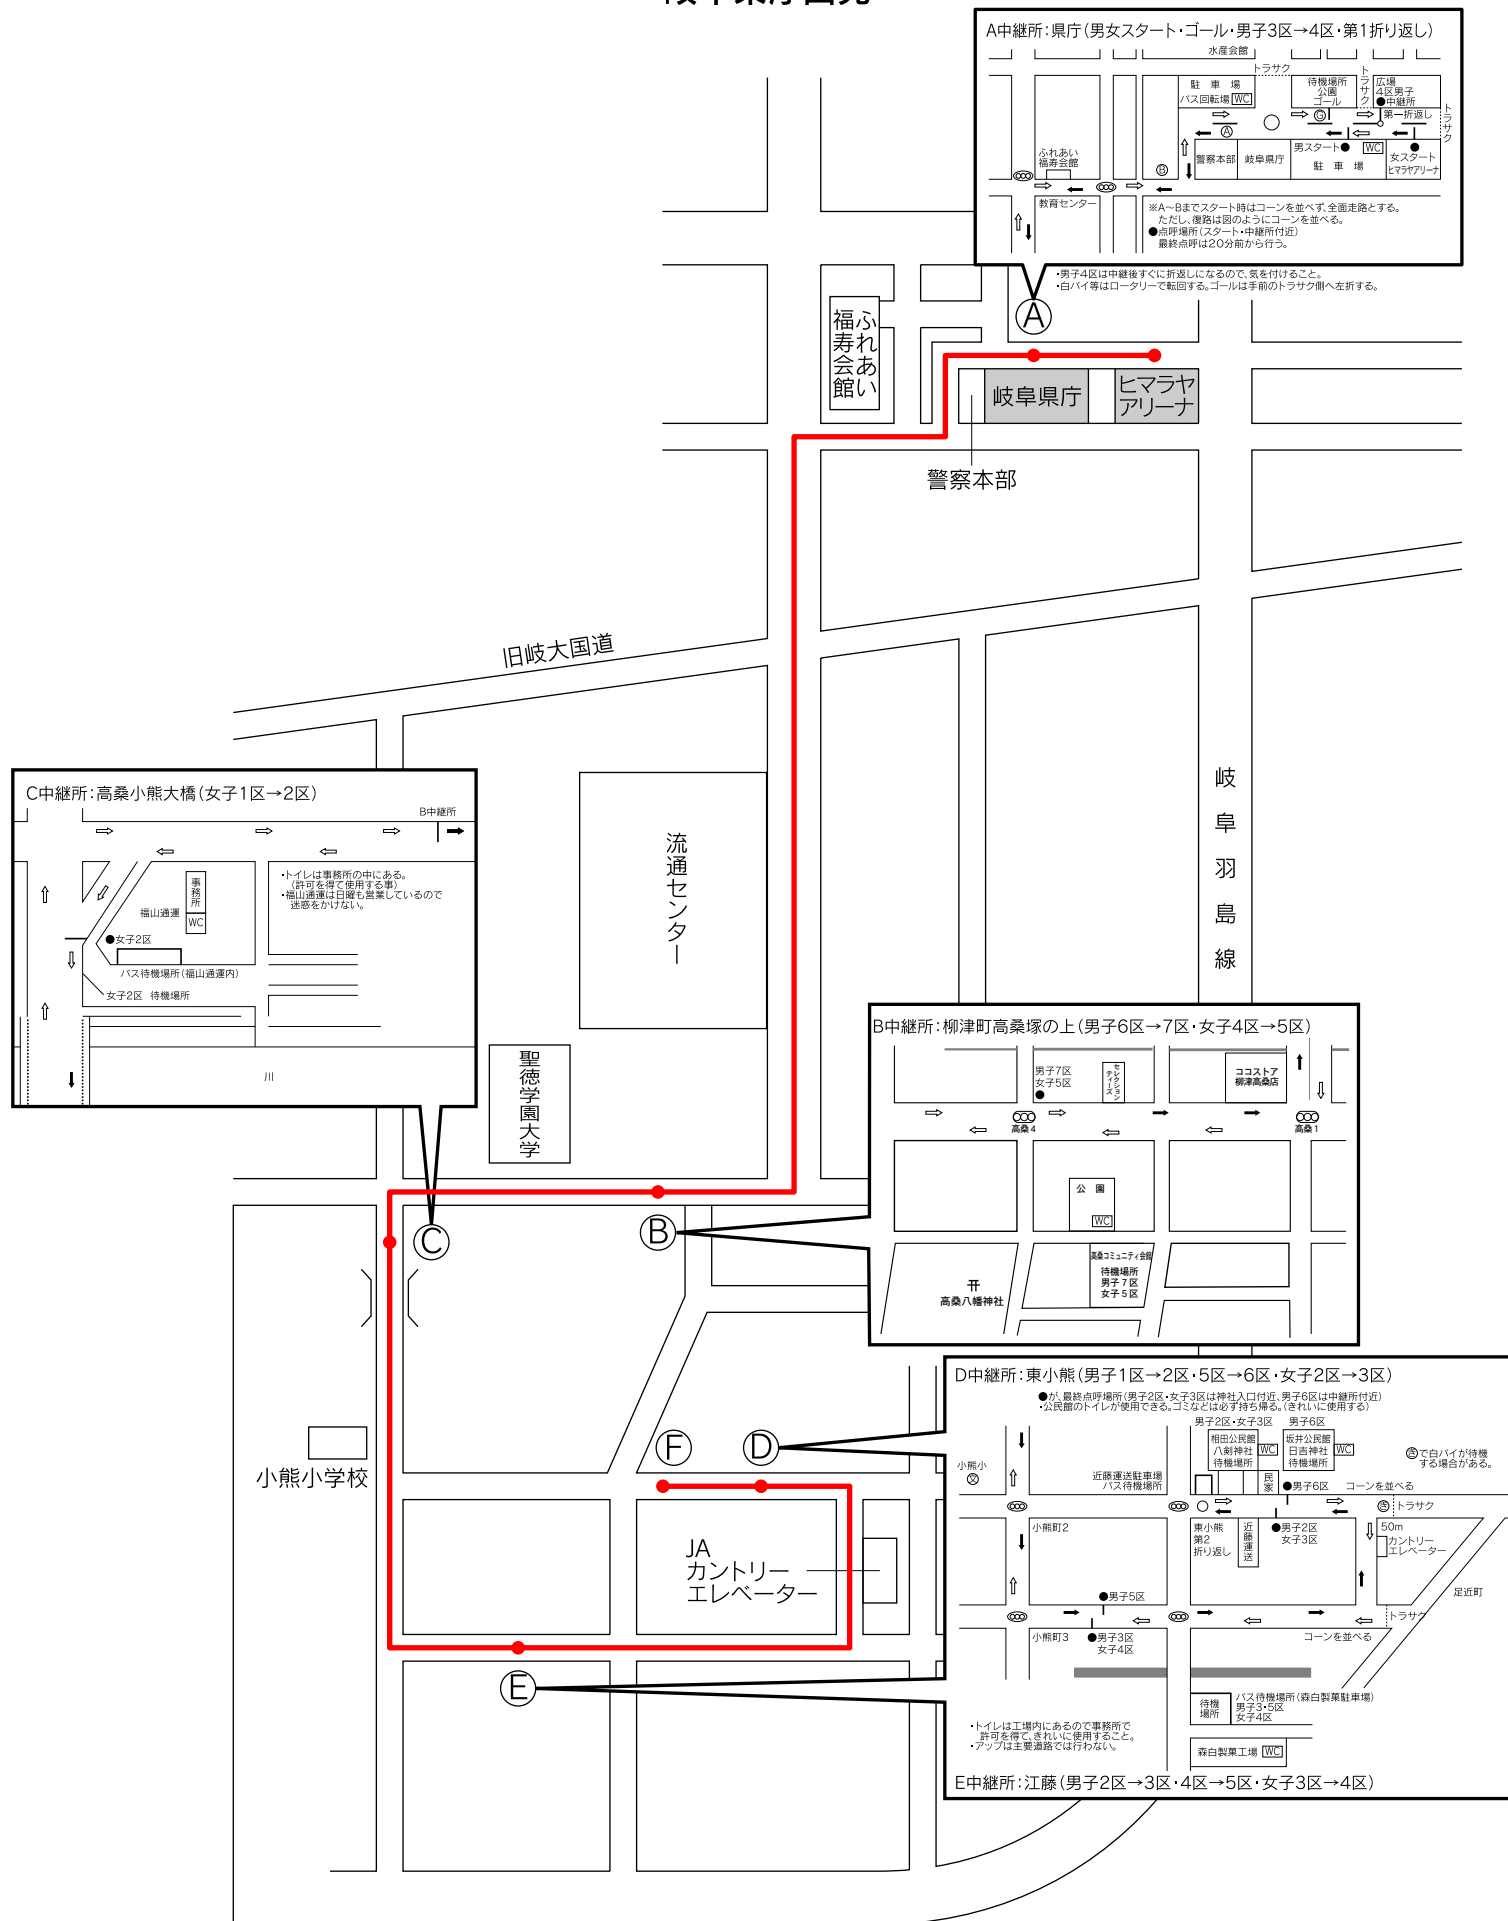 A中継所：県庁（男女スタート・ゴール・男子3区→4区・第1折り返し）
水産会館
トラサク
トラサク
駐　車　場
バス回転場 WC
待機場所
公園
ゴール
広場
4区男子
●中継所
第一折返し
トラサク
G
A
ふれあい
福寿会館
B
警察本部
岐阜県庁
男スタート●
WC
駐　車　場
女スタート
ヒマラヤアリーナ
教育センター
※A〜Bまでスタート時はコーンを並べず、全面走路とする。
ただし、復路は図のようにコーンを並べる。
●点呼場所（スタート・中継所付近）
最終点呼は20分前から行う。
・男子4区は中継後すぐに折返しになるので、気を付けること。
・白バイ等はロータリーで転回する。ゴールは手前のトラサク側へ左折する。
A
ふれあい
福寿会館
岐阜県庁
ヒマラヤ
アリーナ
警察本部
旧岐大国道
岐阜羽島線
流通センター
聖徳学園大学
C中継所：高桑小熊大橋（女子1区→2区）
B中継所
・トイレは事務所の中にある。
（許可を得て使用する事）
・福山通運は日曜も営業しているので
迷惑をかけない。
事務所
WC
福山通運
●女子2区
バス待機場所（福山通運内）
女子2区　待機場所
川
C
B
B中継所：柳津町高桑塚の上（男子6区→7区・女子4区→5区）
男子7区
女子5区
セレクション
ティーズ
ココストア
柳津高桑店
高桑4
高桑1
公　園
WC
高桑コミュニティ会館
待機場所
男子7区
女子5区
高桑八幡神社
小熊小学校
F
D
JA
カントリー
エレベーター
E
D中継所：東小熊（男子1区→2区・5区→6区・女子2区→3区）
●が、最終点呼場所（男子2区・女子3区は神社入口付近、男子6区は中継所付近）
・公民館のトイレが使用できる。ゴミなどは必ず持ち帰る。（きれいに使用する）
男子2区・女子3区
男子6区
相田公民館
八剣神社
待機場所
WC
坂井公民館
日吉神社
待機場所
WC
で白バイが待機
する場合がある。
小熊小
文
近藤運送駐車場
バス待機場所
民家
●男子6区
コーンを並べる
トラサク
小熊町2
東小熊
第2
折り返し
近藤運送
●男子2区
女子3区
50m
カントリー
エレベーター
足近町
●男子5区
トラサク
小熊町3
●男子3区
女子4区
コーンを並べる
待機
場所
バス待機場所（森白製菓駐車場）
男子3・5区
女子4区
・トイレは工場内にあるので事務所で
許可を得て、きれいに使用すること。
・アップは主要道路では行わない。
森白製菓工場 WC
E中継所：江藤（男子2区→3区・4区→5区・女子3区→4区）